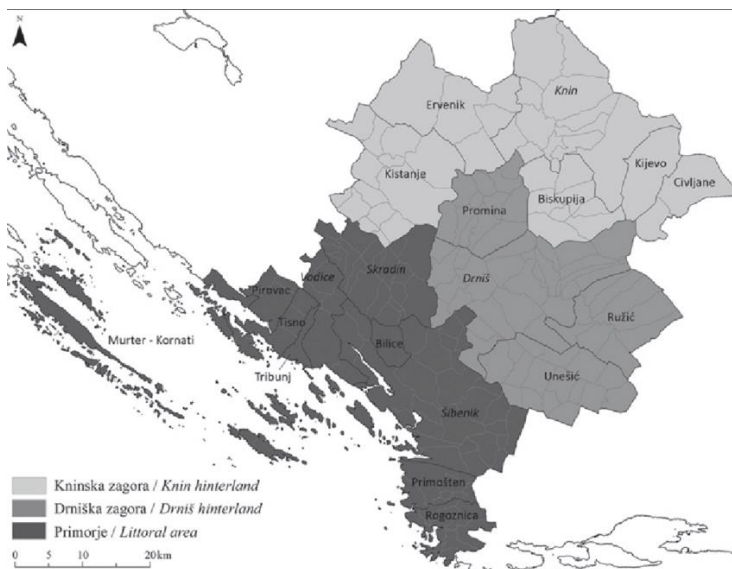 N
Knin
Ervenik
Kijevo
Kistanje
Civljane
Biskupija
Promina
Skradin
Vodice
Drniš
Pirovac
Ružić
Tisno
Murter - Kornati
Bilice
Tribunj
Unešić
Šibenik
Primošten
Rogoznica
Kninska zagora / Knin hinterland
Drniška zagora / Drniš hinterland
Primorje / Littoral area
0 5 10 20km